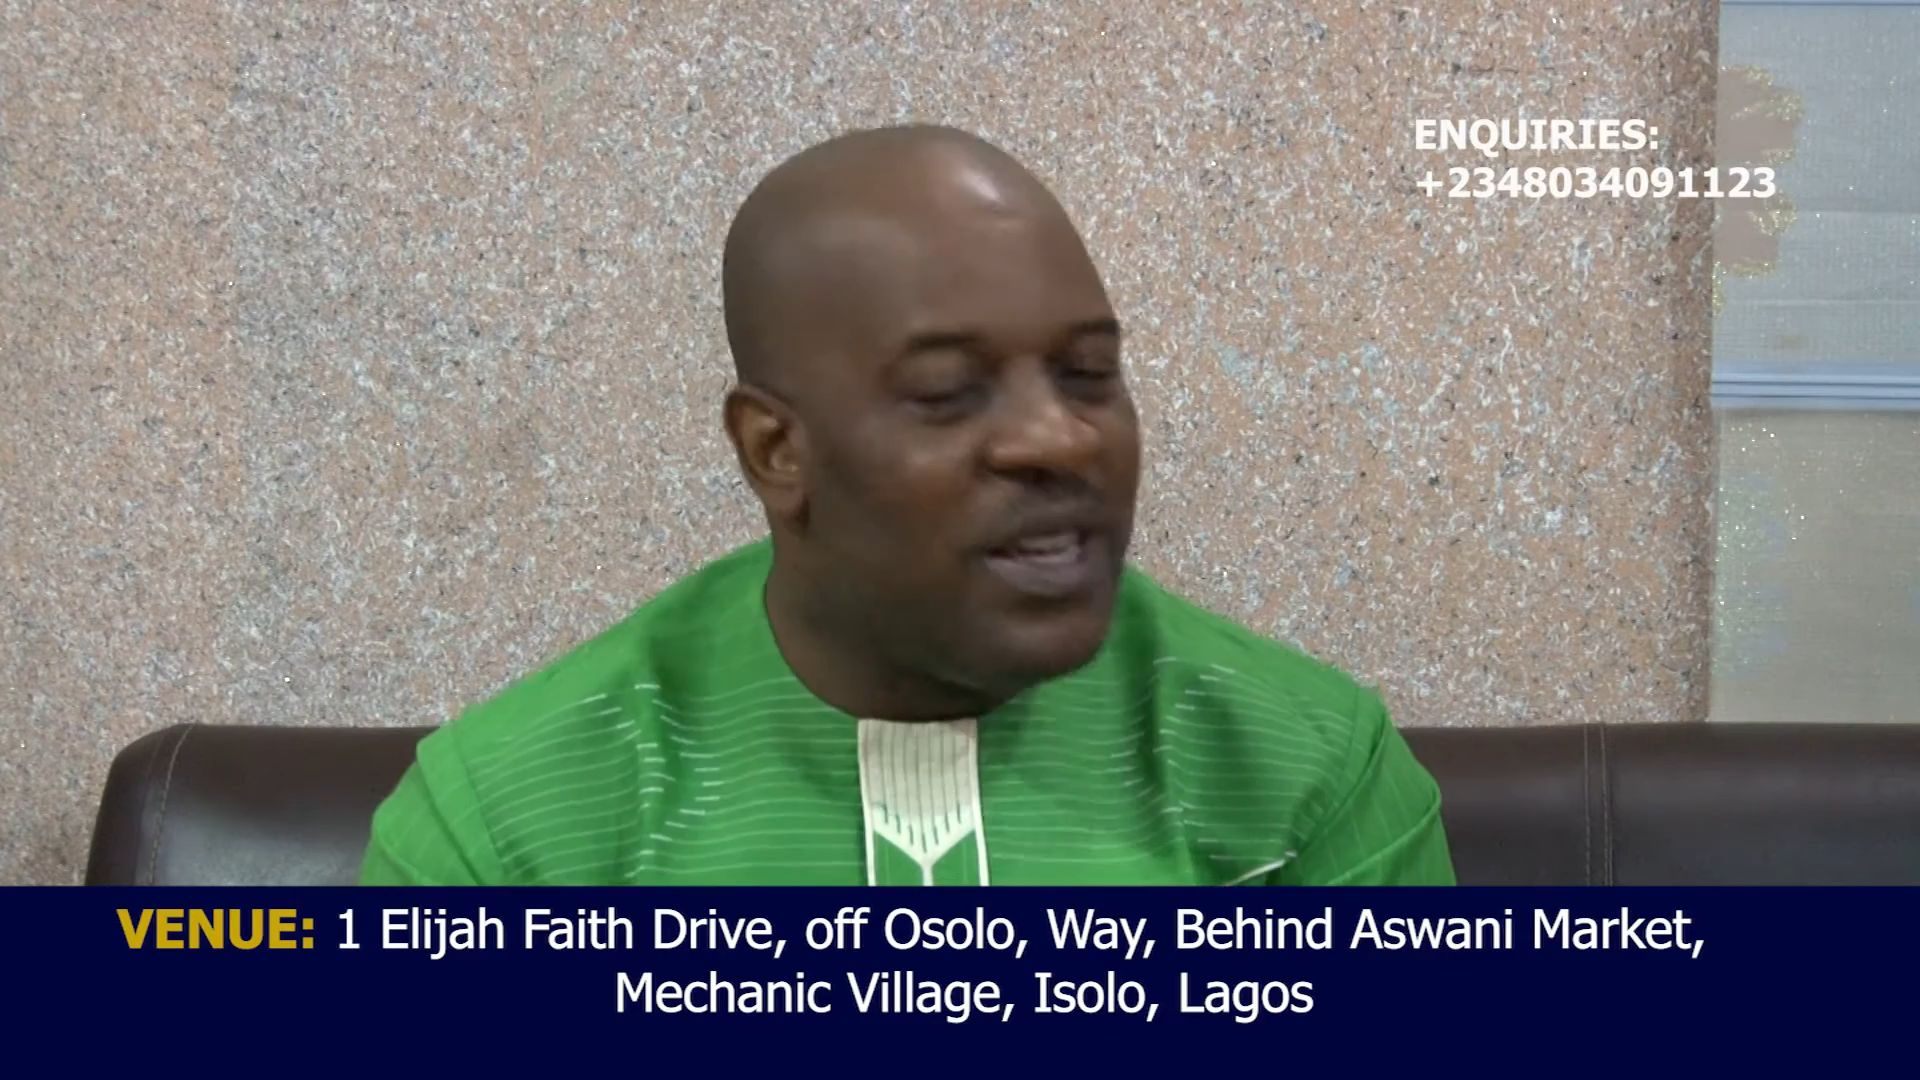 ENQUIRIES:
+2348034091123
VENUE: 1 Elijah Faith Drive, off Osolo, Way, Behind Aswani Market,
Mechanic Village, Isolo, Lagos